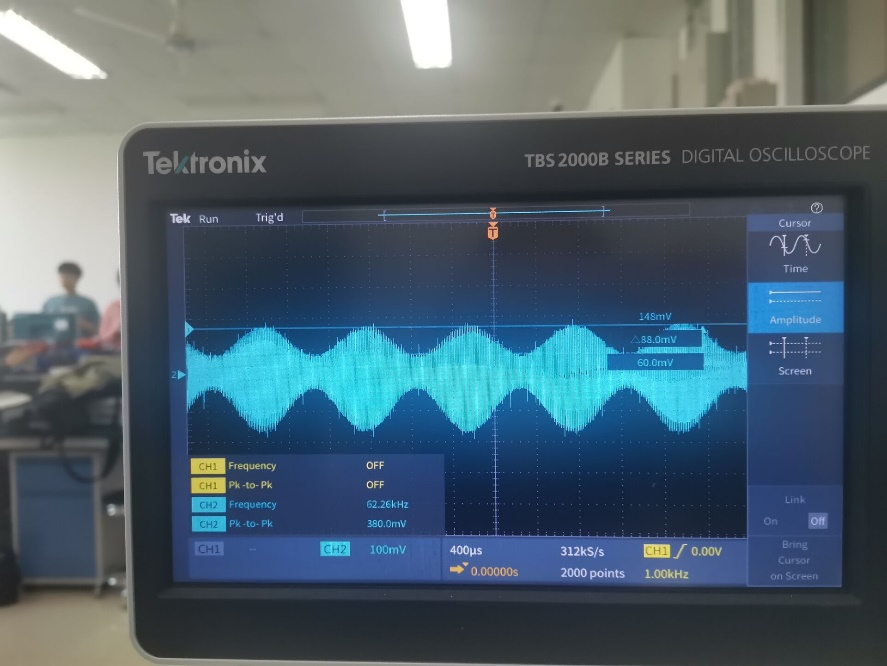 Tektronix
TBS 2000B SERIES DIGITAL OSCILLOSCOPE
Tek Run Trig'd
T
T
Cursor
Time
148mV
Amplitude
△88.0mV
60.0mV
Screen
2
CH1 Frequency OFF
CH1 Pk-to-Pk OFF
CH2 Frequency 62.26kHz
CH2 Pk-to-Pk 380.0mV
Link
On Off
Bring
Cursor
on Screen
CH1 -- CH2 100mV 400µs 312kS/s CH1 0.00V
0.00000s 2000 points 1.00kHz